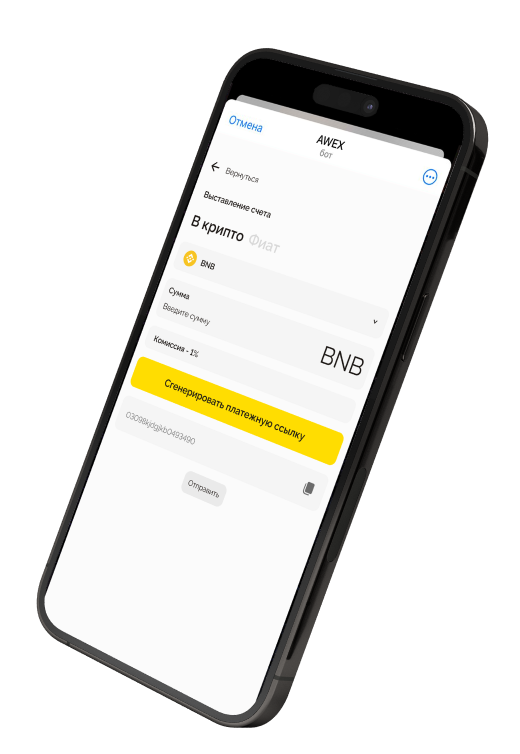 Отмена
AWEX
бот
Вернуться
Выставление счета
В крипто Фиат
BNB
Сумма
Введите сумму
BNB
Комиссия - 1%
Сгенерировать платежную ссылку
03098kjdgjkb0493490
Отправить